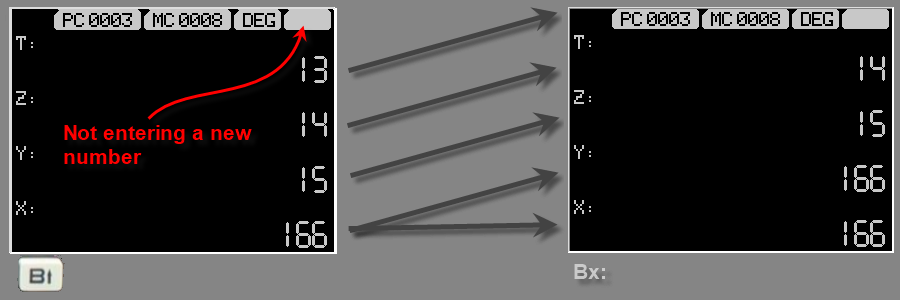 PC 0003 MC 0008 DEG
T:
13
Z:
14
Not entering a new
number
Y:
15
X:
166
B↑
PC 0003 MC 0008 DEG
T:
14
Z:
15
Y:
166
X:
166
Bx: